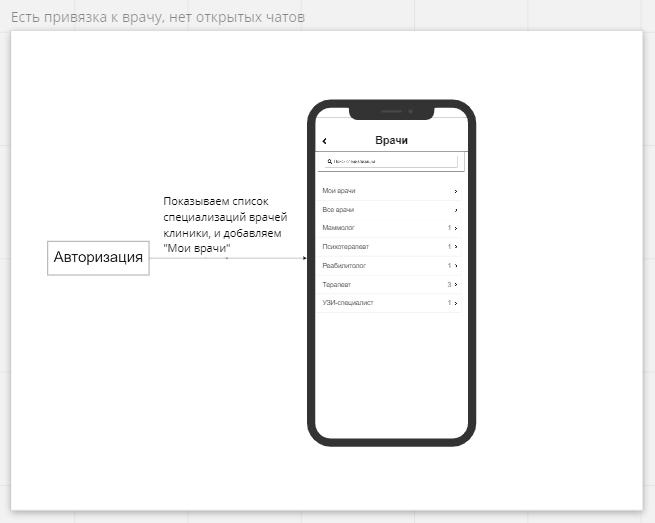 Есть привязка к врачу, нет открытых чатов
Врачи
Показываем список
специализаций врачей
клиники, и добавляем
"Мои врачи"
Авторизация
Мои врачи
Все врачи
Маммолог 1
Психотерапевт 1
Реабилитолог 1
Терапевт 3
УЗИ-специалист 1